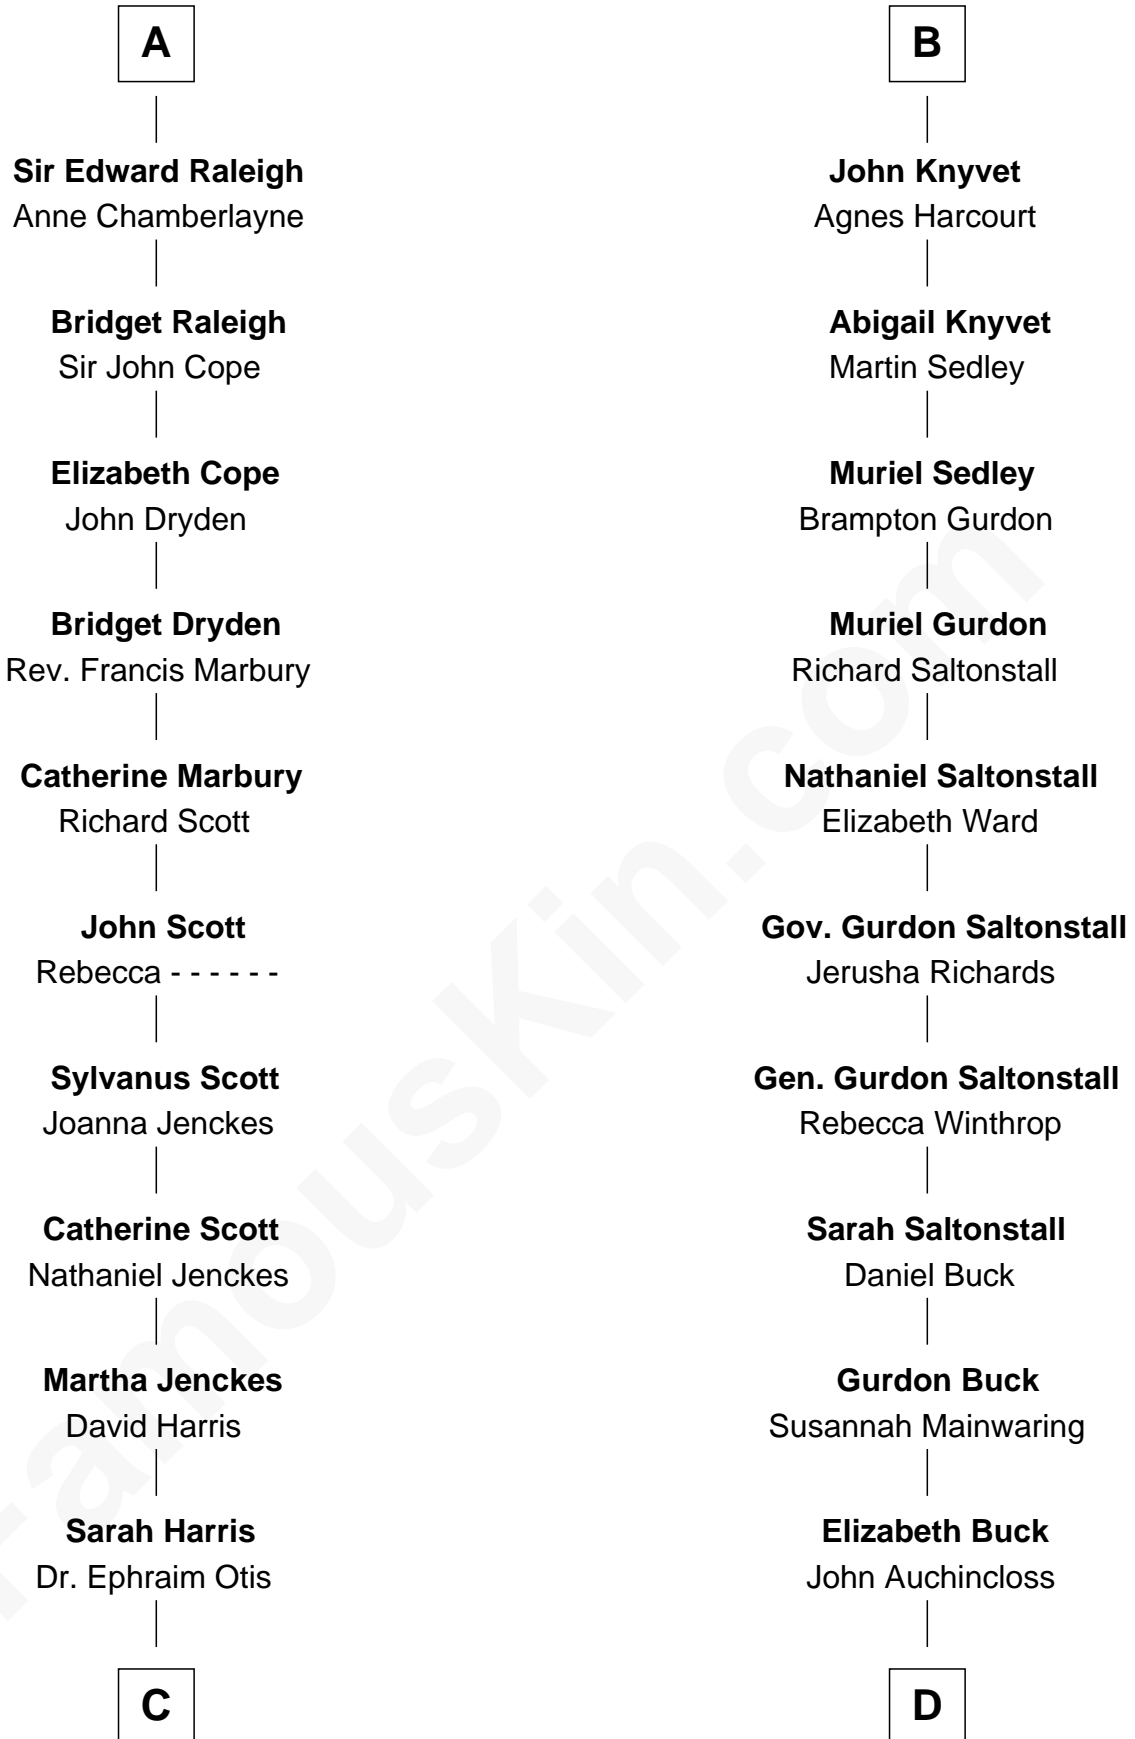 A
Sir Edward Raleigh
Anne Chamberlayne
Bridget Raleigh
Sir John Cope
Elizabeth Cope
John Dryden
Bridget Dryden
Rev. Francis Marbury
Catherine Marbury
Richard Scott
John Scott
Rebecca - - - - - -
Sylvanus Scott
Joanna Jenckes
Catherine Scott
Nathaniel Jenckes
Martha Jenckes
David Harris
Sarah Harris
Dr. Ephraim Otis
C
B
John Knyvet
Agnes Harcourt
Abigail Knyvet
Martin Sedley
Muriel Sedley
Brampton Gurdon
Muriel Gurdon
Richard Saltonstall
Nathaniel Saltonstall
Elizabeth Ward
Gov. Gurdon Saltonstall
Jerusha Richards
Gen. Gurdon Saltonstall
Rebecca Winthrop
Sarah Saltonstall
Daniel Buck
Gurdon Buck
Susannah Mainwaring
Elizabeth Buck
John Auchincloss
D
FamousKin.com